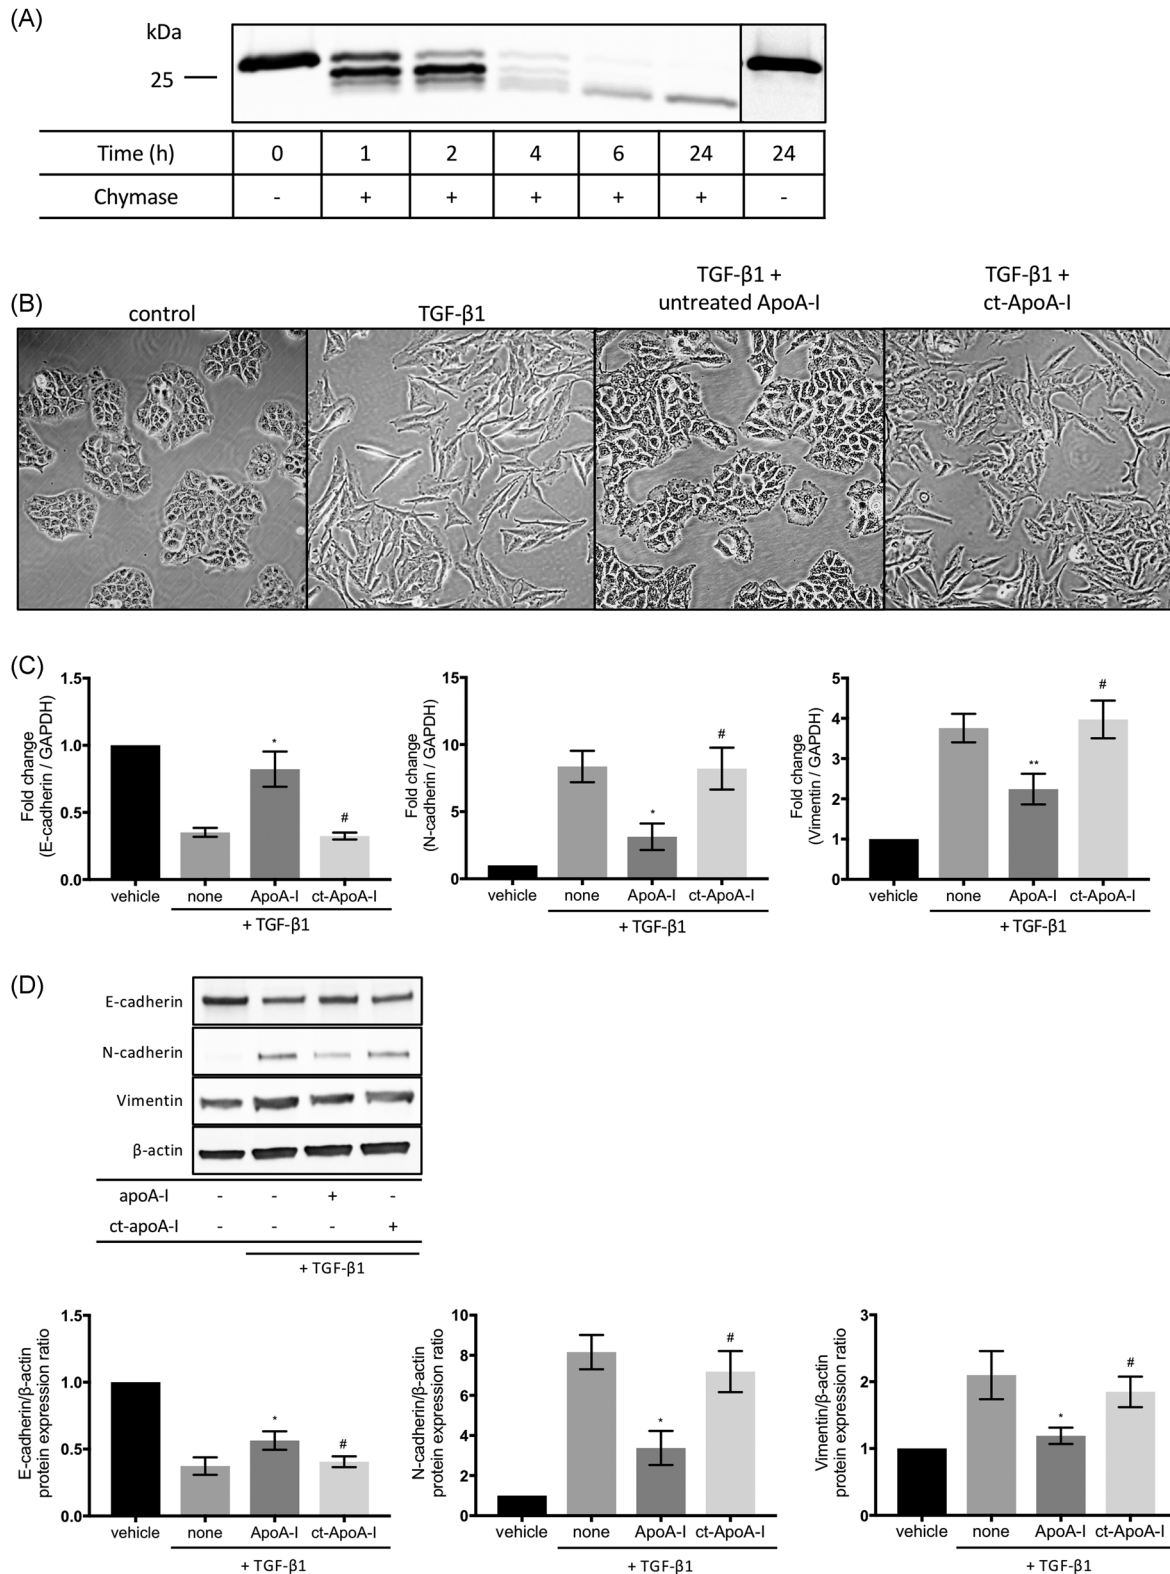 (A)
kDa
25
Time (h) 0 1 2 4 6 24 24
Chymase - + + + + + -
(B)
control
TGF-β1
TGF-β1 +
untreated ApoA-I
TGF-β1 +
ct-ApoA-I
(C)
Fold change
(E-cadherin / GAPDH)
1.5
1.0
0.5
0.0
*
#
vehicle none ApoA-I ct-ApoA-I
+ TGF-β1
Fold change
(N-cadherin / GAPDH)
15
10
5
0
*
#
vehicle none ApoA-I ct-ApoA-I
+ TGF-β1
Fold change
(Vimentin / GAPDH)
5
4
3
2
1
0
**
#
vehicle none ApoA-I ct-ApoA-I
+ TGF-β1
(D)
E-cadherin
N-cadherin
Vimentin
β-actin
apoA-I - - + -
ct-apoA-I - - - +
+ TGF-β1
E-cadherin/β-actin
protein expression ratio
1.5
1.0
0.5
0.0
*
#
vehicle none ApoA-I ct-ApoA-I
+ TGF-β1
N-cadherin/β-actin
protein expression ratio
10
8
6
4
2
0
*
#
vehicle none ApoA-I ct-ApoA-I
+ TGF-β1
Vimentin/β-actin
protein expression ratio
3
2
1
0
*
#
vehicle none ApoA-I ct-ApoA-I
+ TGF-β1